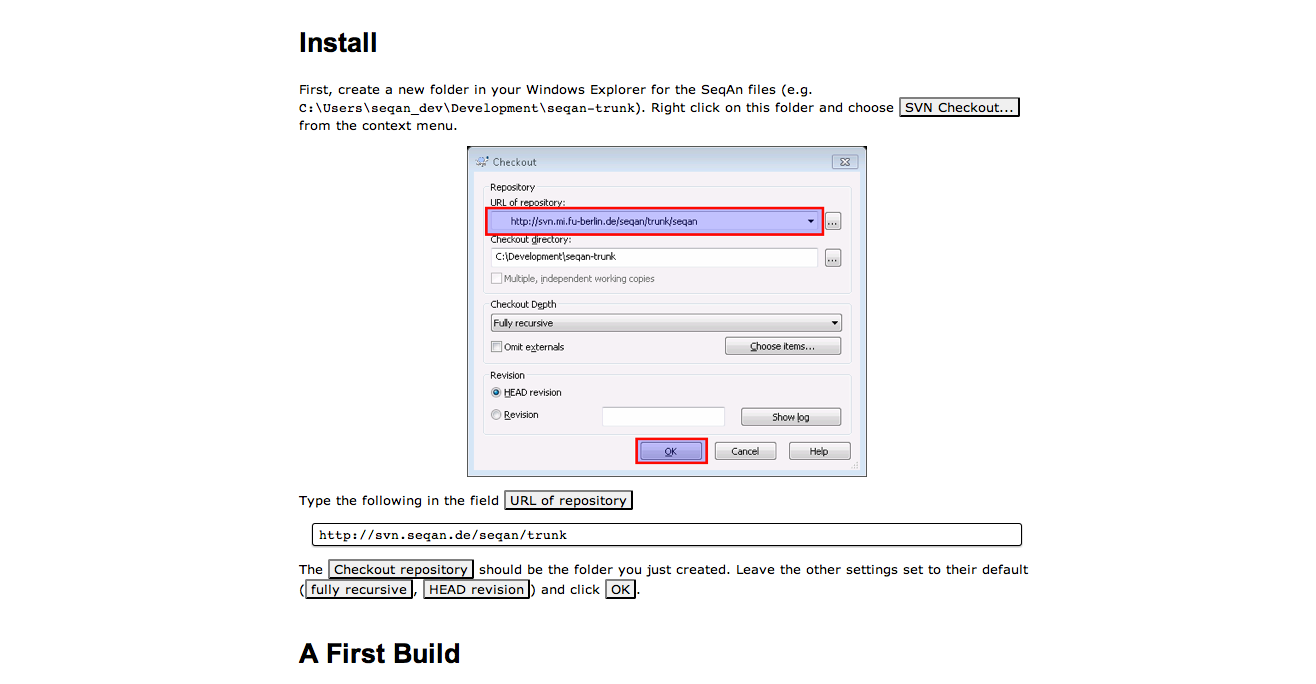 Install
First, create a new folder in your Windows Explorer for the SeqAn files (e.g.
C:\Users\seqan_dev\Development\seqan-trunk). Right click on this folder and choose SVN Checkout...
from the context menu.
Checkout
Repository
URL of repository:
http://svn.mi.fu-berlin.de/seqan/trunk/seqan
...
Checkout directory:
C:\Development\seqan-trunk
...
Multiple, independent working copies
Checkout Depth
Fully recursive
Omit externals
Choose items...
Revision
HEAD revision
Revision
Show log
OK
Cancel
Help
Type the following in the field URL of repository
http://svn.seqan.de/seqan/trunk
The Checkout repository should be the folder you just created. Leave the other settings set to their default
(fully recursive, HEAD revision) and click OK.
A First Build